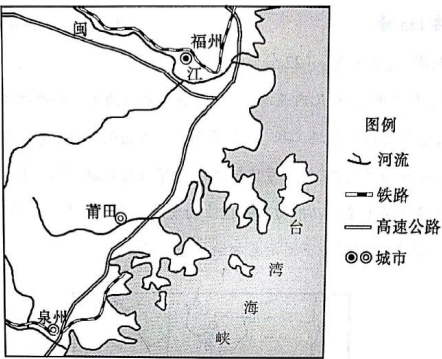 闽
福州
江
图例
河流
铁路
莆田
高速公路
台
城市
湾
海
泉州
峡